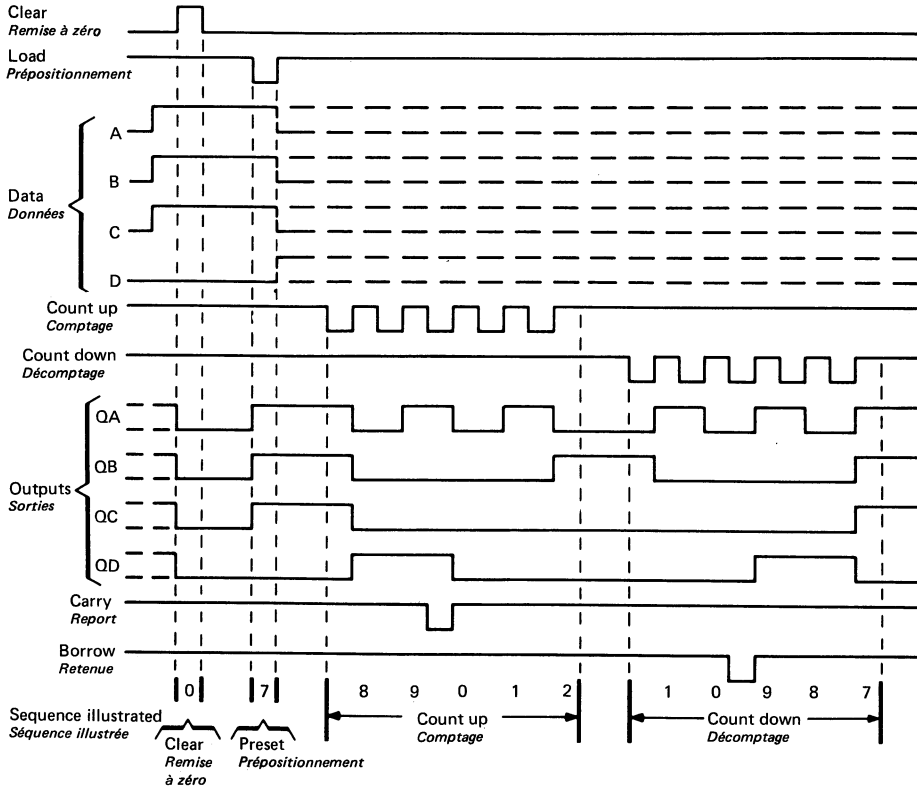 Clear
Remise à zéro
Load
Prépositionnement
A
B
Data
Données
C
D
Count up
Comptage
Count down
Décomptage
QA
QB
Outputs
Sorties
QC
QD
Carry
Report
Borrow
Retenue
0 7 8 9 0 1 2 1 0 9 8 7
Sequence illustrated
Séquence illustrée
Count up
Comptage
Count down
Décomptage
Clear
Remise
à zéro
Preset
Prépositionnement